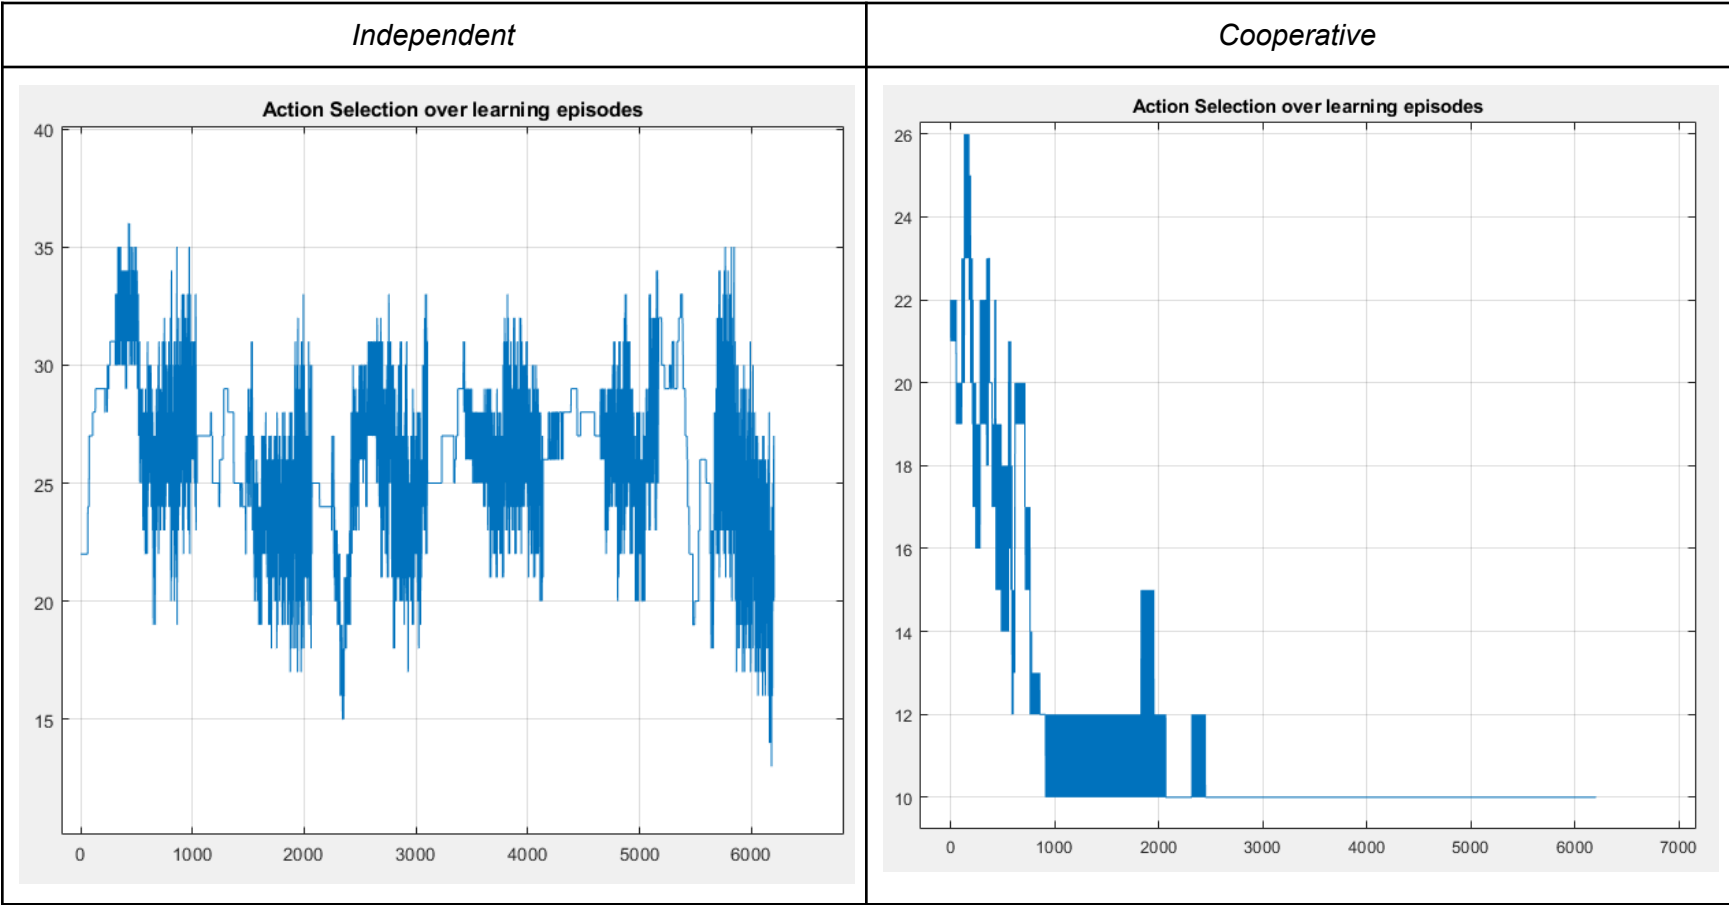 Independent
Cooperative
Action Selection over learning episodes
40
35
30
25
20
15
0 1000 2000 3000 4000 5000 6000
Action Selection over learning episodes
26
24
22
20
18
16
14
12
10
0 1000 2000 3000 4000 5000 6000 7000